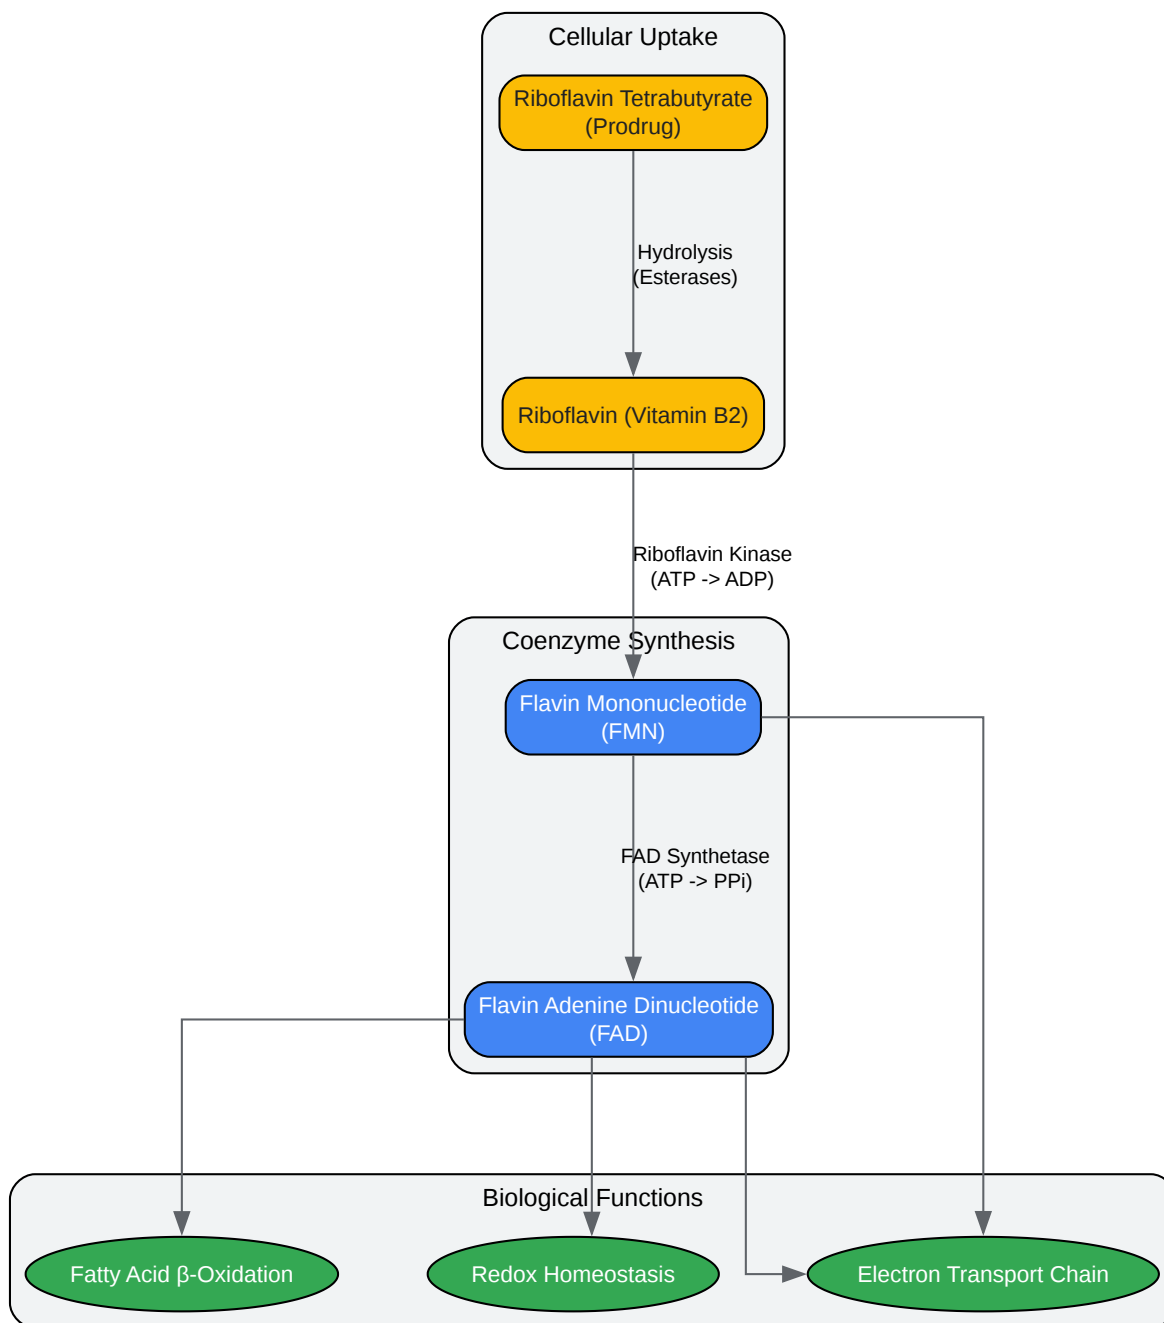 Cellular Uptake
Riboflavin Tetrabutyrate
(Prodrug)
Hydrolysis
(Esterases)
Riboflavin (Vitamin B2)
Riboflavin Kinase
(ATP -> ADP)
Coenzyme Synthesis
Flavin Mononucleotide
(FMN)
FAD Synthetase
(ATP -> PPi)
Flavin Adenine Dinucleotide
(FAD)
Biological Functions
Fatty Acid β-Oxidation
Redox Homeostasis
Electron Transport Chain